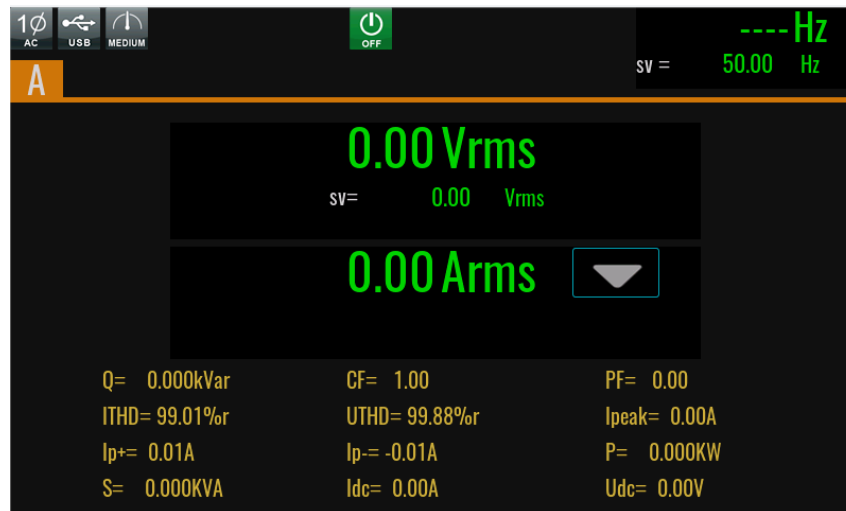 1Ø AC USB MEDIUM OFF ---- Hz
sv = 50.00 Hz
A
0.00 Vrms
sv= 0.00 Vrms
0.00 Arms
Q= 0.000kVar CF= 1.00 PF= 0.00
ITHD= 99.01%r UTHD= 99.88%r Ipeak= 0.00A
Ip+= 0.01A Ip-= -0.01A P= 0.000KW
S= 0.000KVA Idc= 0.00A Udc= 0.00V